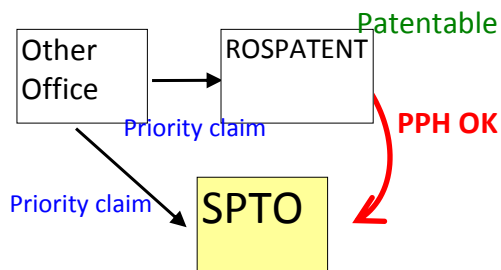 Patentable
Other
Office
ROSPATENT
Priority claim
PPH OK
Priority claim
SPTO